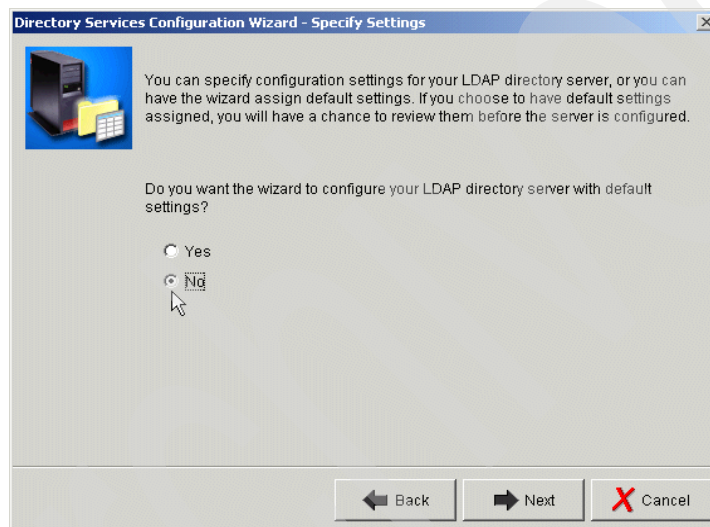 Directory Services Configuration Wizard - Specify Settings
You can specify configuration settings for your LDAP directory server, or you can
have the wizard assign default settings. If you choose to have default settings
assigned, you will have a chance to review them before the server is configured.
Do you want the wizard to configure your LDAP directory server with default
settings?
Yes
No
Back
Next
Cancel